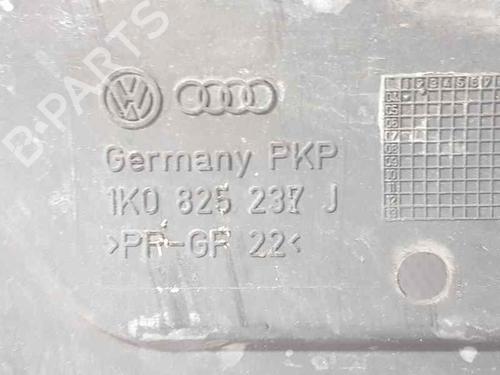 B-PARTS
Germany PKP
1K0 825 237 J
>PP-GF 22<